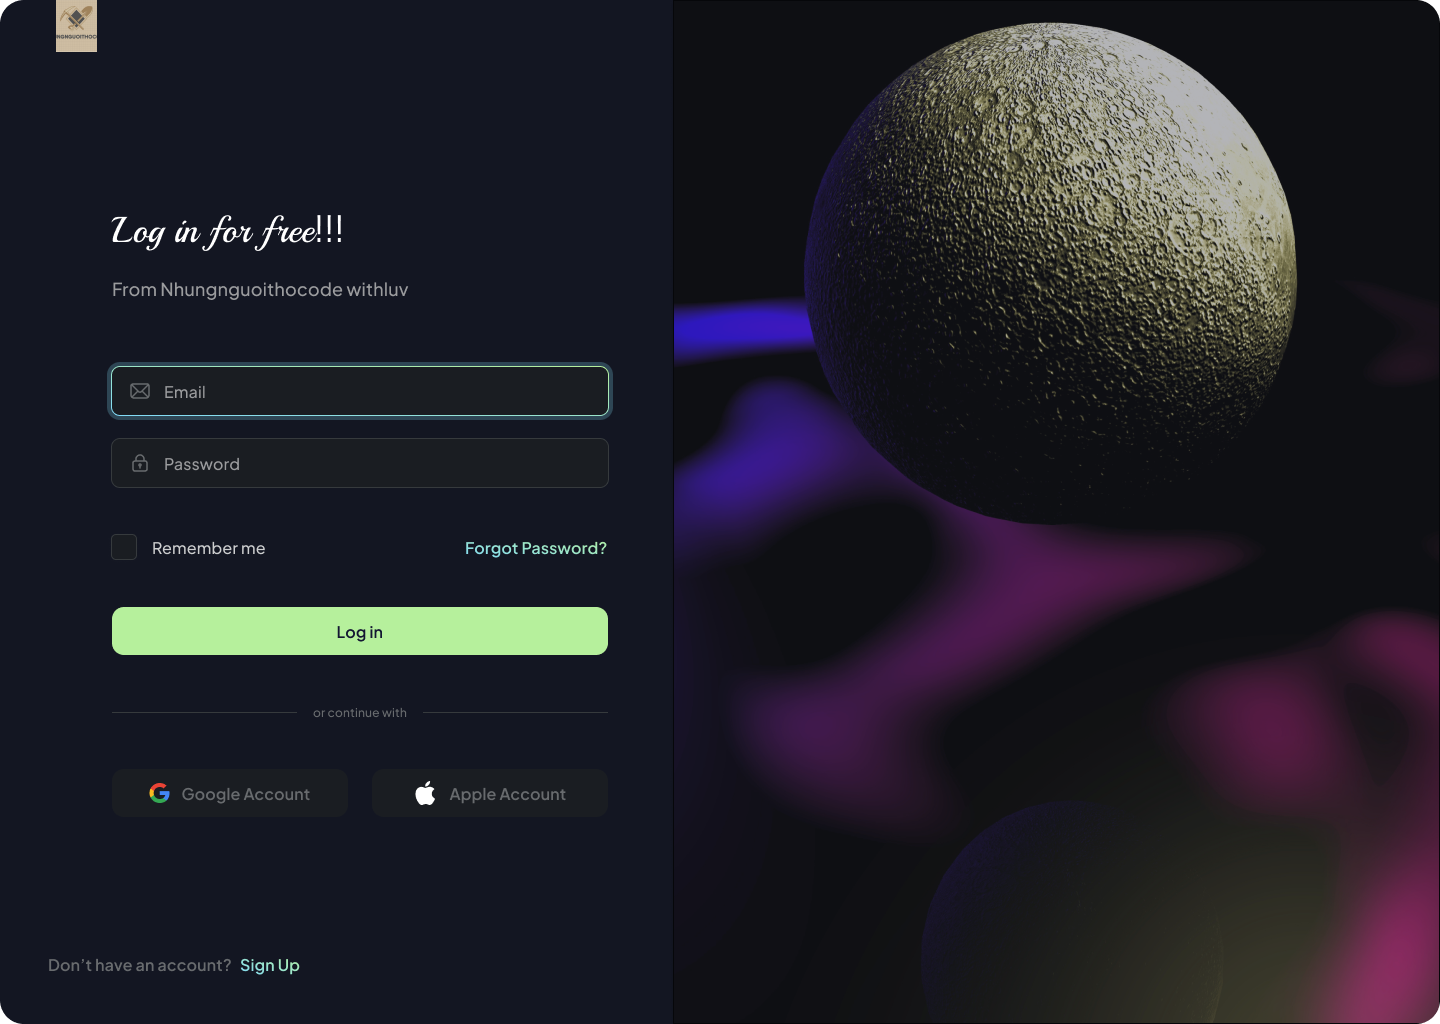 Log in for free!!!
From Nhungnguoithocode withluv
Email
Password
Remember me
Forgot Password?
Log in
or continue with
Google Account
Apple Account
Don’t have an account? Sign Up